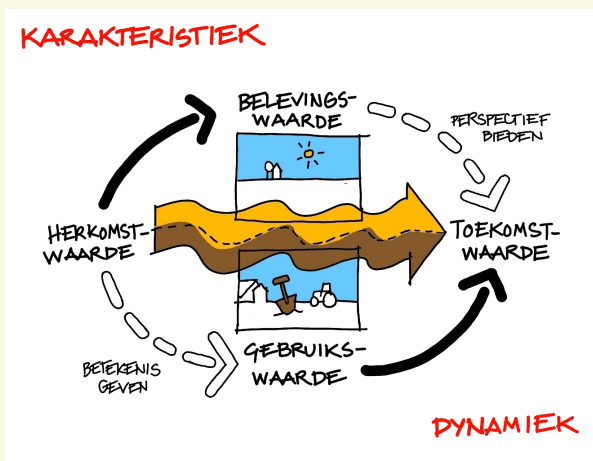 KARAKTERISTIEK
BELEVINGS-
WAARDE
PERSPECTIEF
BIEDEN
HERKOMST-
WAARDE
TOEKOMST-
WAARDE
BETEKENIS
GEVEN
GEBRUIKS-
WAARDE
DYNAMIEK